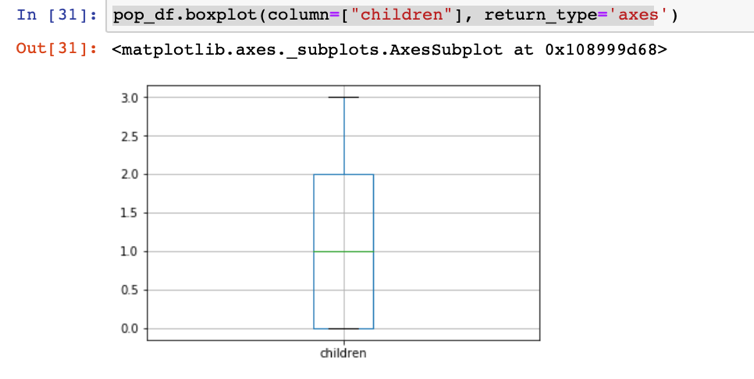 In [31]: pop_df.boxplot(column=["children"], return_type='axes')
Out[31]: <matplotlib.axes._subplots.AxesSubplot at 0x108999d68>
3.0
2.5
2.0
1.5
1.0
0.5
0.0
children